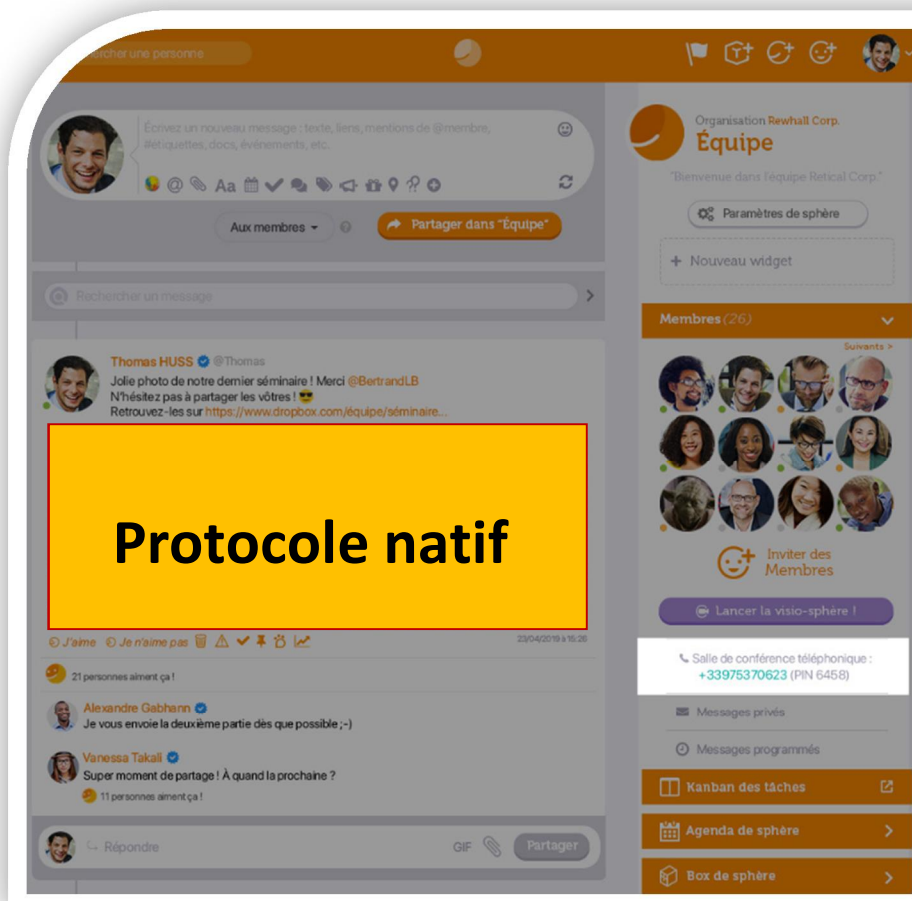 rcher une personne
Écrivez un nouveau message : texte, liens, mentions de @membre,
#étiquettes, docs, événements, etc.
Aa
Aux membres
Partager dans "Équipe"
Rechercher un message
Thomas HUSS @Thomas
Jolie photo de notre dernier séminaire ! Merci @BertrandLB
N'hésitez pas à partager les vôtres !
Retrouvez-les sur https://www.dropbox.com/équipe/séminaire...
Protocole natif
J'aime Je n'aime pas
23/04/2019 à 15:26
21 personnes aiment ça !
Alexandre Gabhann
Je vous envoie la deuxième partie dès que possible ;-)
Vanessa Takali
Super moment de partage ! À quand la prochaine ?
11 personnes aiment ça !
Répondre
GIF
Partager
Organisation Rewhall Corp.
Équipe
"Bienvenue dans l'équipe Retical Corp."
Paramètres de sphère
+ Nouveau widget
Membres (26)
Suivants >
Inviter des
Membres
Lancer la visio-sphère !
Salle de conférence téléphonique :
+33975370623 (PIN 6458)
Messages privés
Messages programmés
Kanban des tâches
Agenda de sphère
Box de sphère